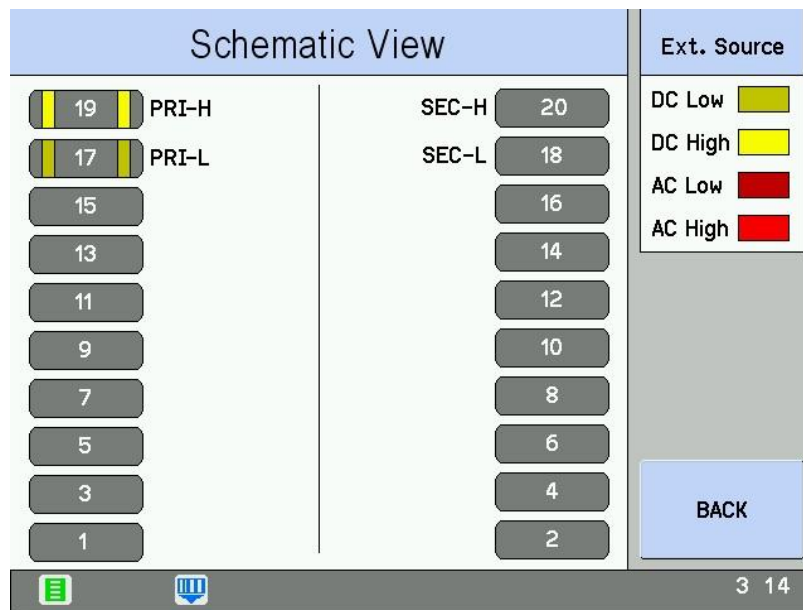 Schematic View
Ext. Source
19 PRI-H SEC-H 20
17 PRI-L SEC-L 18
15 16
13 14
11 12
9 10
7 8
5 6
3 4
1 2
DC Low
DC High
AC Low
AC High
BACK
3 14